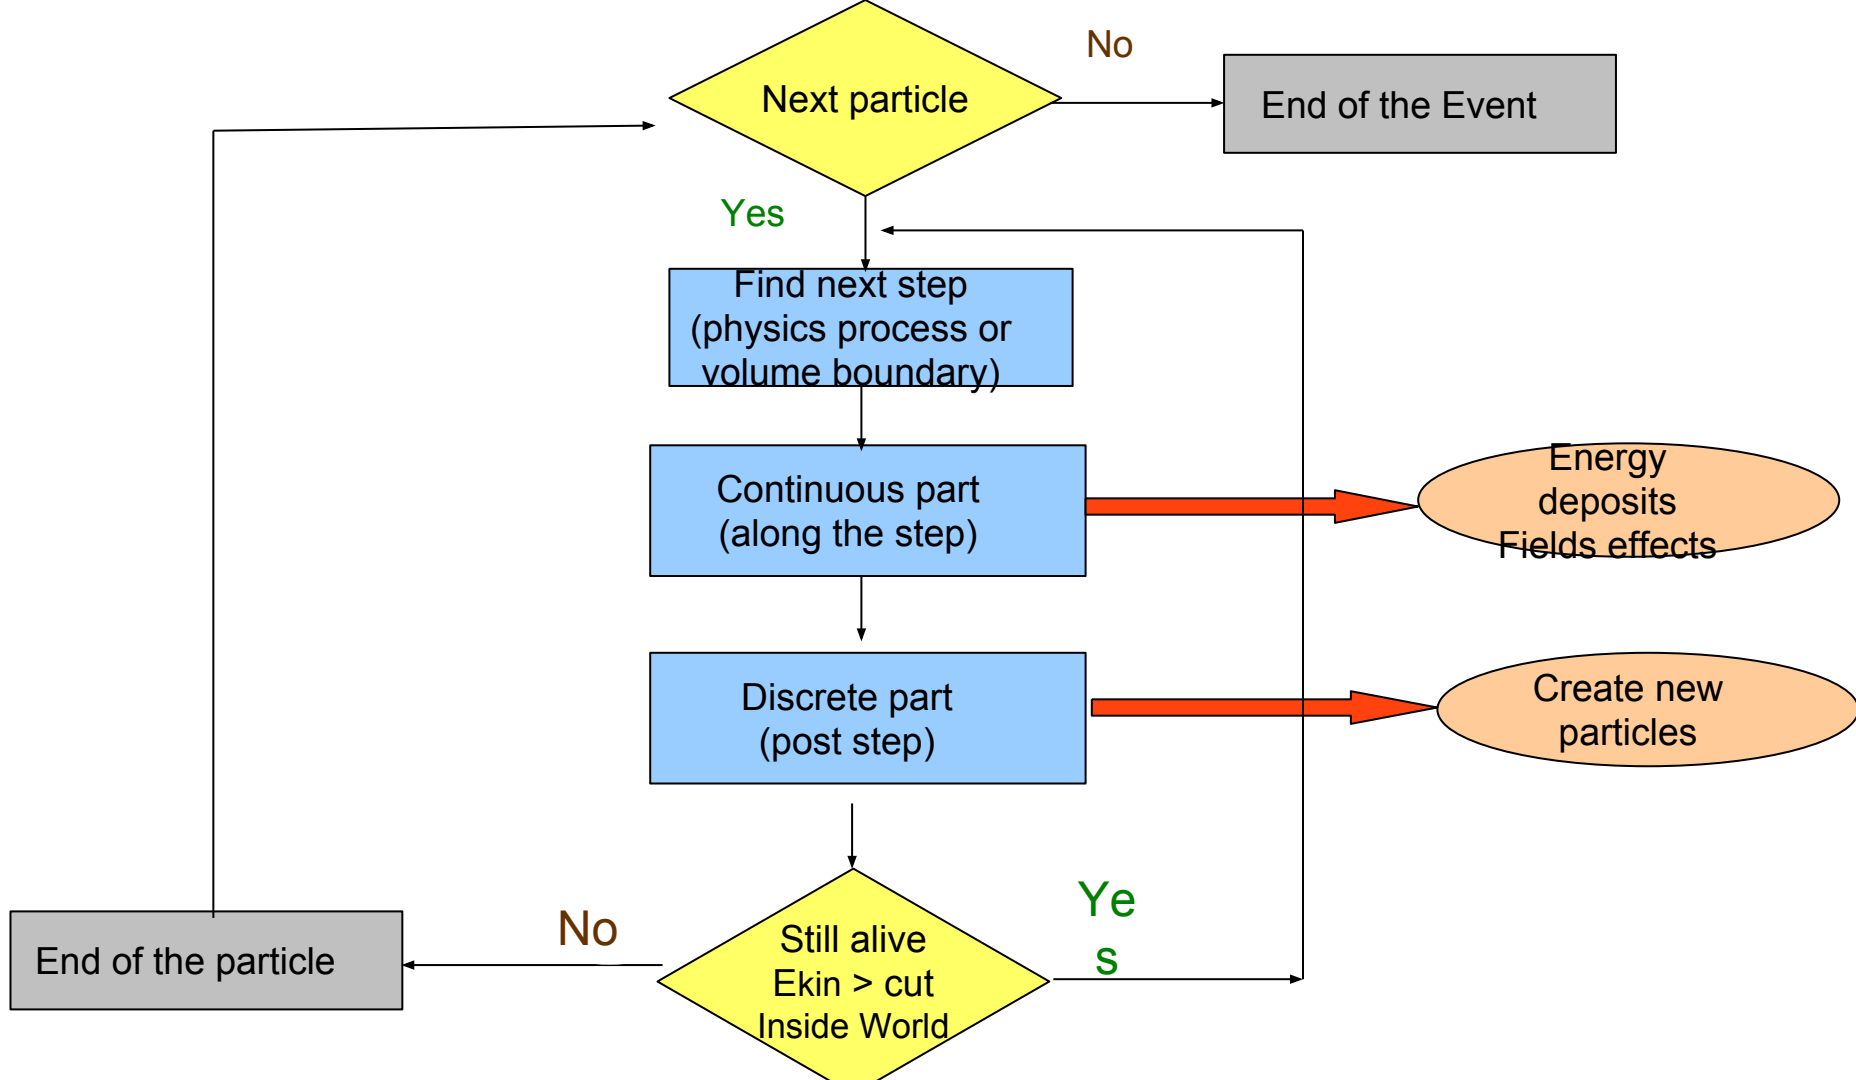 Next particle
No
End of the Event
Yes
Find next step
(physics process or
volume boundary)
Continuous part
(along the step)
Energy
deposits
Fields effects
Discrete part
(post step)
Create new
particles
Still alive
Ekin > cut
Inside World
No
Ye
s
End of the particle